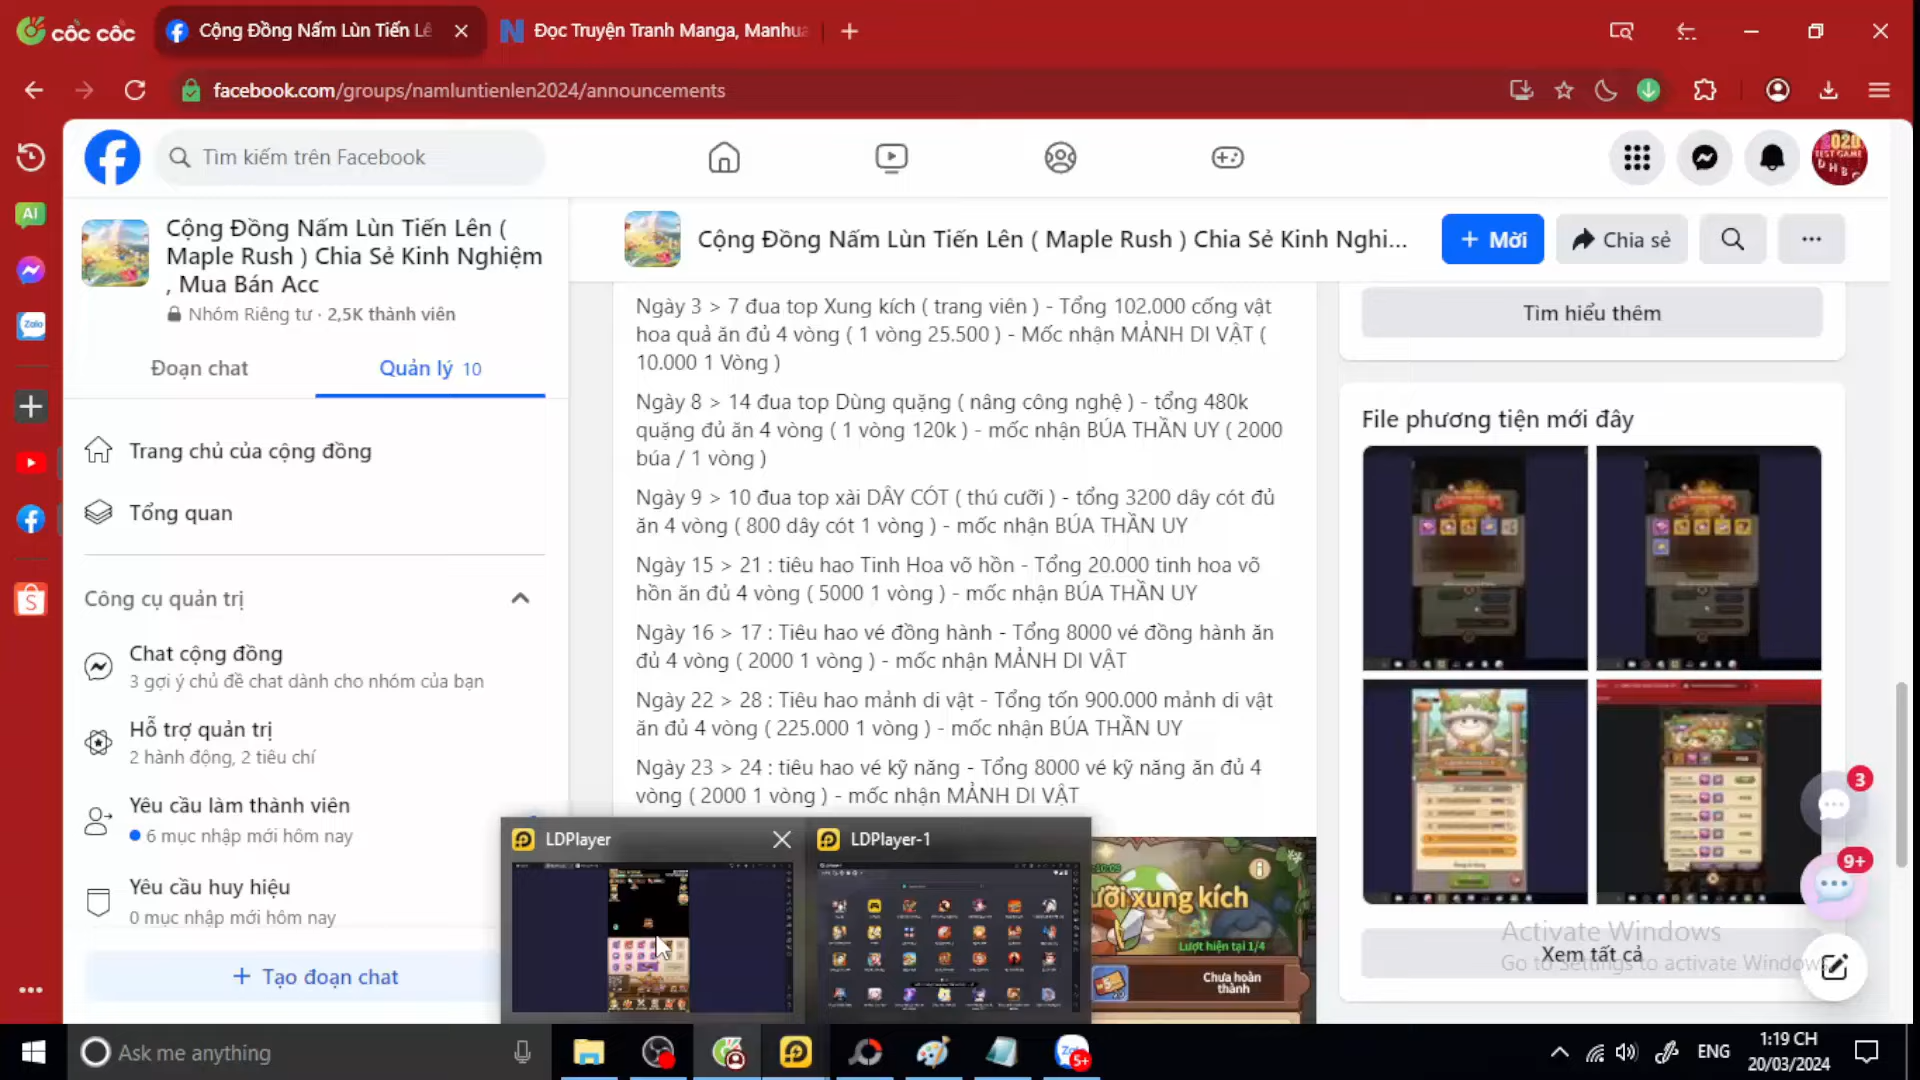 cốc cốc
Cộng Đồng Nấm Lùn Tiến Lê
Đọc Truyện Tranh Manga, Manhua
facebook.com/groups/namluntienlen2024/announcements
Tìm kiếm trên Facebook
Cộng Đồng Nấm Lùn Tiến Lên (
Maple Rush ) Chia Sẻ Kinh Nghiệm
, Mua Bán Acc
Nhóm Riêng tư · 2,5K thành viên
Đoạn chat
Quản lý 10
Trang chủ của cộng đồng
Tổng quan
Công cụ quản trị
Chat cộng đồng
3 gợi ý chủ đề chat dành cho nhóm của bạn
Hỗ trợ quản trị
2 hành động, 2 tiêu chí
Yêu cầu làm thành viên
6 mục nhập mới hôm nay
Yêu cầu huy hiệu
0 mục nhập mới hôm nay
+ Tạo đoạn chat
Cộng Đồng Nấm Lùn Tiến Lên ( Maple Rush ) Chia Sẻ Kinh Nghi...
+ Mời
Chia sẻ
Ngày 3 > 7 đua top Xung kích ( trang viên ) - Tổng 102.000 cống vật
hoa quả ăn đủ 4 vòng ( 1 vòng 25.500 ) - Mốc nhận MẢNH DI VẬT (
10.000 1 Vòng )
Ngày 8 > 14 đua top Dùng quặng ( nâng công nghệ ) - tổng 480k
quặng đủ ăn 4 vòng ( 1 vòng 120k ) - mốc nhận BÚA THẦN UY ( 2000
búa / 1 vòng )
Ngày 9 > 10 đua top xài DÂY CÓT ( thú cưỡi ) - tổng 3200 dây cót đủ
ăn 4 vòng ( 800 dây cót 1 vòng ) - mốc nhận BÚA THẦN UY
Ngày 15 > 21 : tiêu hao Tinh Hoa võ hồn - Tổng 20.000 tinh hoa võ
hồn ăn đủ 4 vòng ( 5000 1 vòng ) - mốc nhận BÚA THẦN UY
Ngày 16 > 17 : Tiêu hao vé đồng hành - Tổng 8000 vé đồng hành ăn
đủ 4 vòng ( 2000 1 vòng ) - mốc nhận MẢNH DI VẬT
Ngày 22 > 28 : Tiêu hao mảnh di vật - Tổng tốn 900.000 mảnh di vật
ăn đủ 4 vòng ( 225.000 1 vòng ) - mốc nhận BÚA THẦN UY
Ngày 23 > 24 : tiêu hao vé kỹ năng - Tổng 8000 vé kỹ năng ăn đủ 4
vòng ( 2000 1 vòng ) - mốc nhận MẢNH DI VẬT
LDPlayer
LDPlayer-1
ưỡi xung kích
Lượt hiện tại 1/4
Chưa hoàn
thành
Tìm hiểu thêm
File phương tiện mới đây
Xem tất cả
Activate Windows
Go to Settings to activate Windows
3
9+
2020
TEST GAME
D H B C
AI
Zalo
Ask me anything
5+
ENG
1:19 CH
20/03/2024